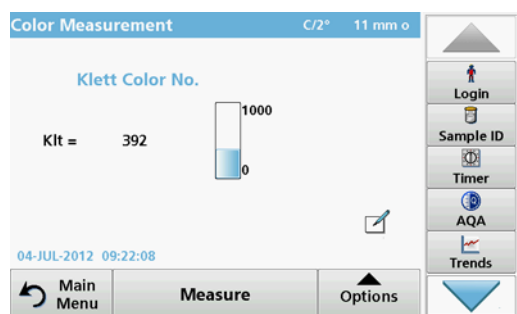 Color Measurement C/2° 11 mm o
Klett Color No.
1000
Klt = 392
0
04-JUL-2012 09:22:08
Main Menu
Measure
Options
Login
Sample ID
Timer
AQA
Trends